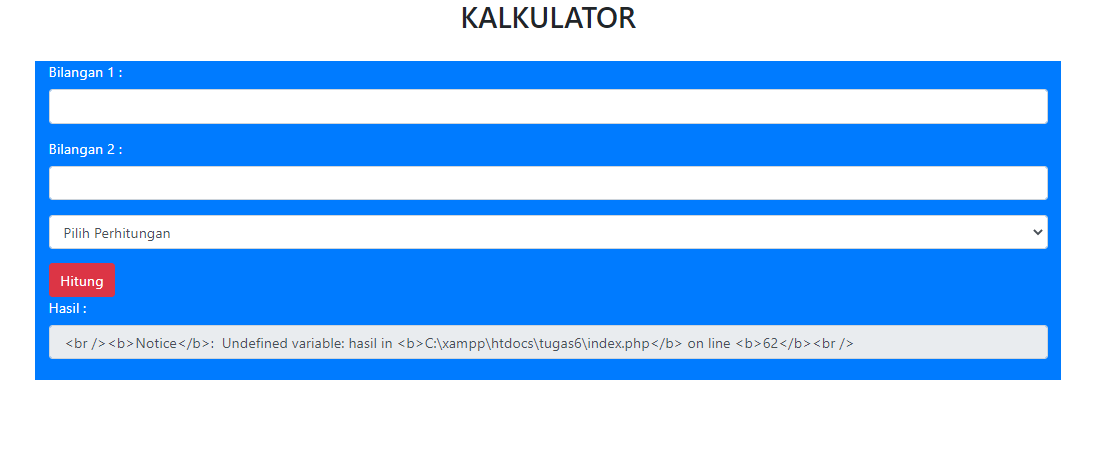 KALKULATOR
Bilangan 1 :
Bilangan 2 :
Pilih Perhitungan
Hitung
Hasil :
<br /><b>Notice</b>:  Undefined variable: hasil in <b>C:\xampp\htdocs\tugas6\index.php</b> on line <b>62</b><br />